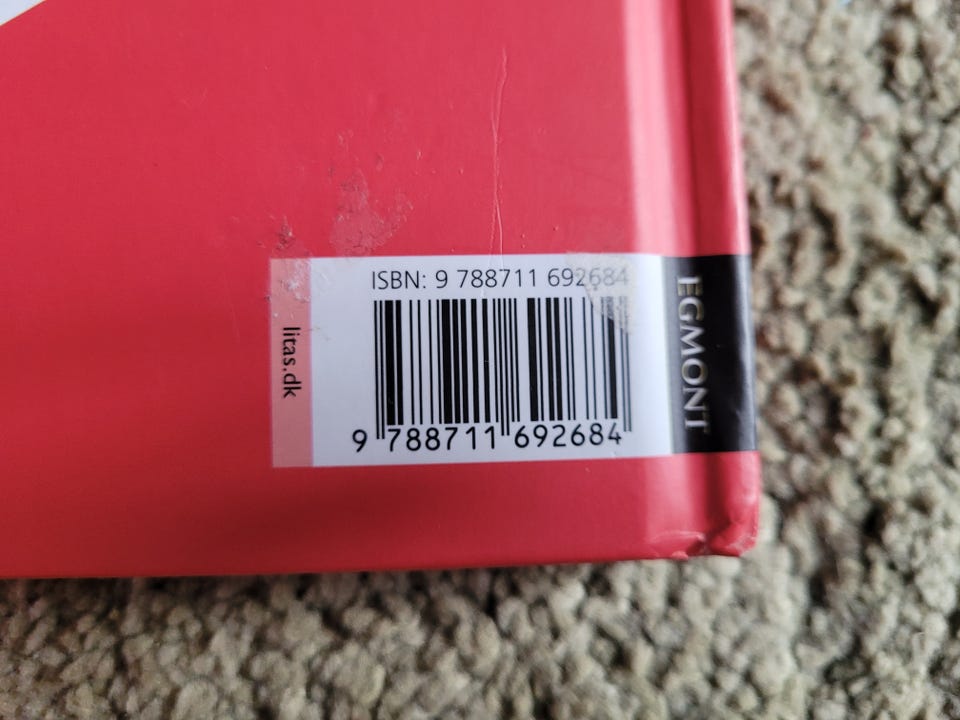 ISBN: 9 788711 692684
litas.dk
9 788711 692684
EGMONT